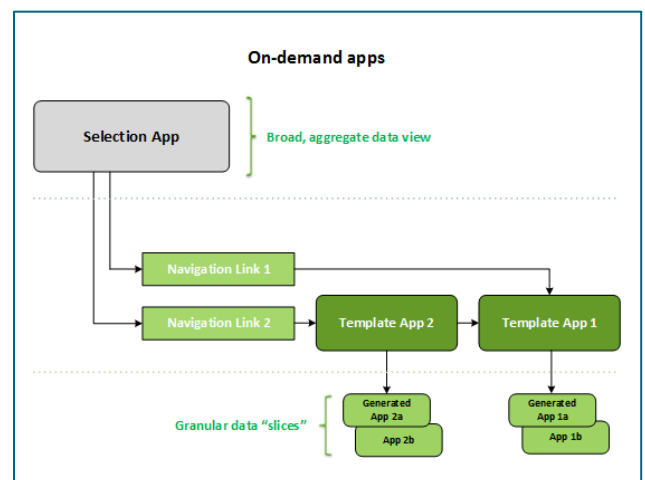 On-demand apps
Selection App
Broad, aggregate data view
Navigation Link 1
Navigation Link 2
Template App 2
Template App 1
Granular data “slices”
Generated
App 2a
App 2b
Generated
App 1a
App 1b